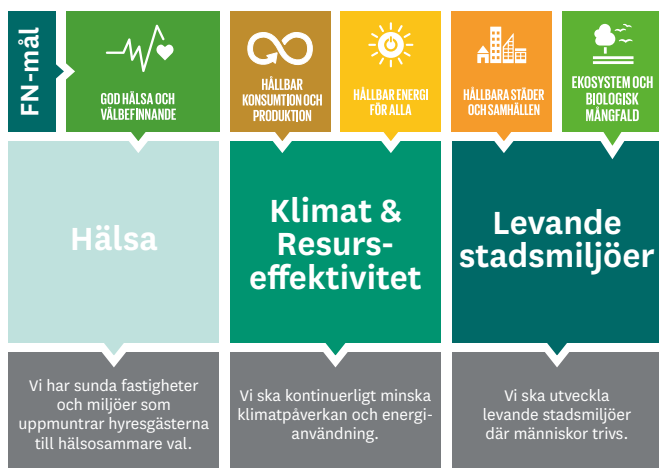 FN-mål
GOD HÄLSA OCH
VÄLBEFINNANDE
HÅLLBAR
KONSUMTION OCH
PRODUKTION
HÅLLBAR ENERGI
FÖR ALLA
HÅLLBARA STÄDER
OCH SAMHÄLLEN
EKOSYSTEM OCH
BIOLOGISK
MÅNGFALD
Hälsa
Klimat &
Resurs-
effektivitet
Levande
stadsmiljöer
Vi har sunda fastigheter
och miljöer som
uppmuntrar hyresgästerna
till hälsosammare val.
Vi ska kontinuerligt minska
klimatpåverkan och energi-
användning.
Vi ska utveckla
levande stadsmiljöer
där människor trivs.